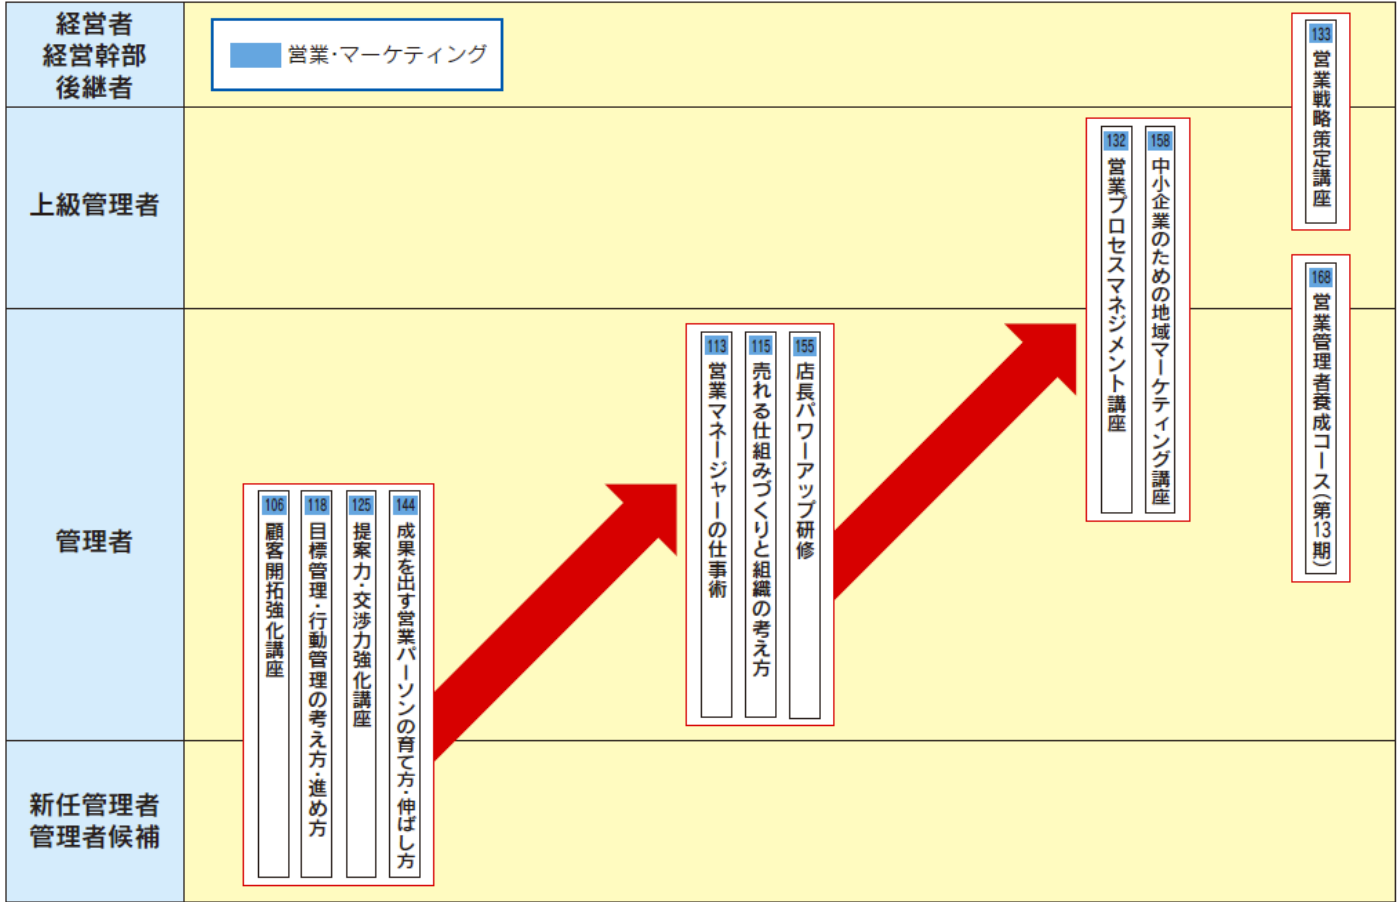 経営者
経営幹部
後継者
営業・マーケティング
上級管理者
管理者
新任管理者
管理者候補
106 顧客開拓強化講座
118 目標管理・行動管理の考え方・進め方
125 提案力・交渉力強化講座
144 成果を出す営業パーソンの育て方・伸ばし方
113 営業マネージャーの仕事術
115 売れる仕組みづくりと組織の考え方
155 店長パワーアップ研修
132 営業プロセスマネジメント講座
158 中小企業のための地域マーケティング講座
133 営業戦略策定講座
168 営業管理者養成コース(第13期)